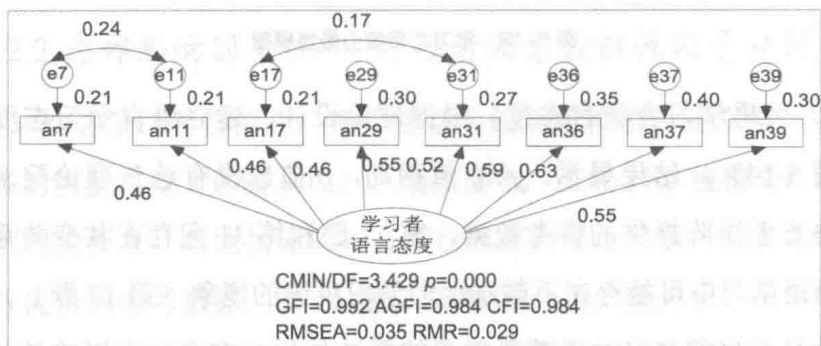 0.24 0.17
e7 e11 e17 e29 e31 e36 e37 e39
0.21 0.21 0.21 0.30 0.27 0.35 0.40 0.30
an7 an11 an17 an29 an31 an36 an37 an39
0.46 0.46 0.46 0.55 0.52 0.59 0.63 0.55
学习者
语言态度
CMIN/DF=3.429 p=0.000
GFI=0.992 AGFI=0.984 CFI=0.984
RMSEA=0.035 RMR=0.029